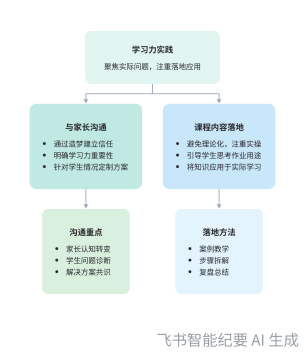 学习力实践
聚焦实际问题，注重落地应用
与家长沟通
• 通过造梦建立信任
• 明确学习力重要性
• 针对学生情况定制方案
课程内容落地
• 避免理论化，注重实操
• 引导学生思考作业用途
• 将知识应用于实际学习
沟通重点
• 家长认知转变
• 学生问题诊断
• 解决方案共识
落地方法
• 案例教学
• 步骤拆解
• 复盘总结
飞书智能纪要 AI 生成